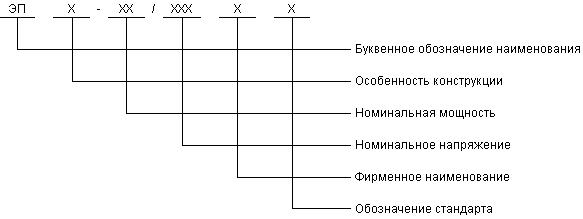 ЭП X - XX / XXX X X
Буквенное обозначение наименования
Особенность конструкции
Номинальная мощность
Номинальное напряжение
Фирменное наименование
Обозначение стандарта